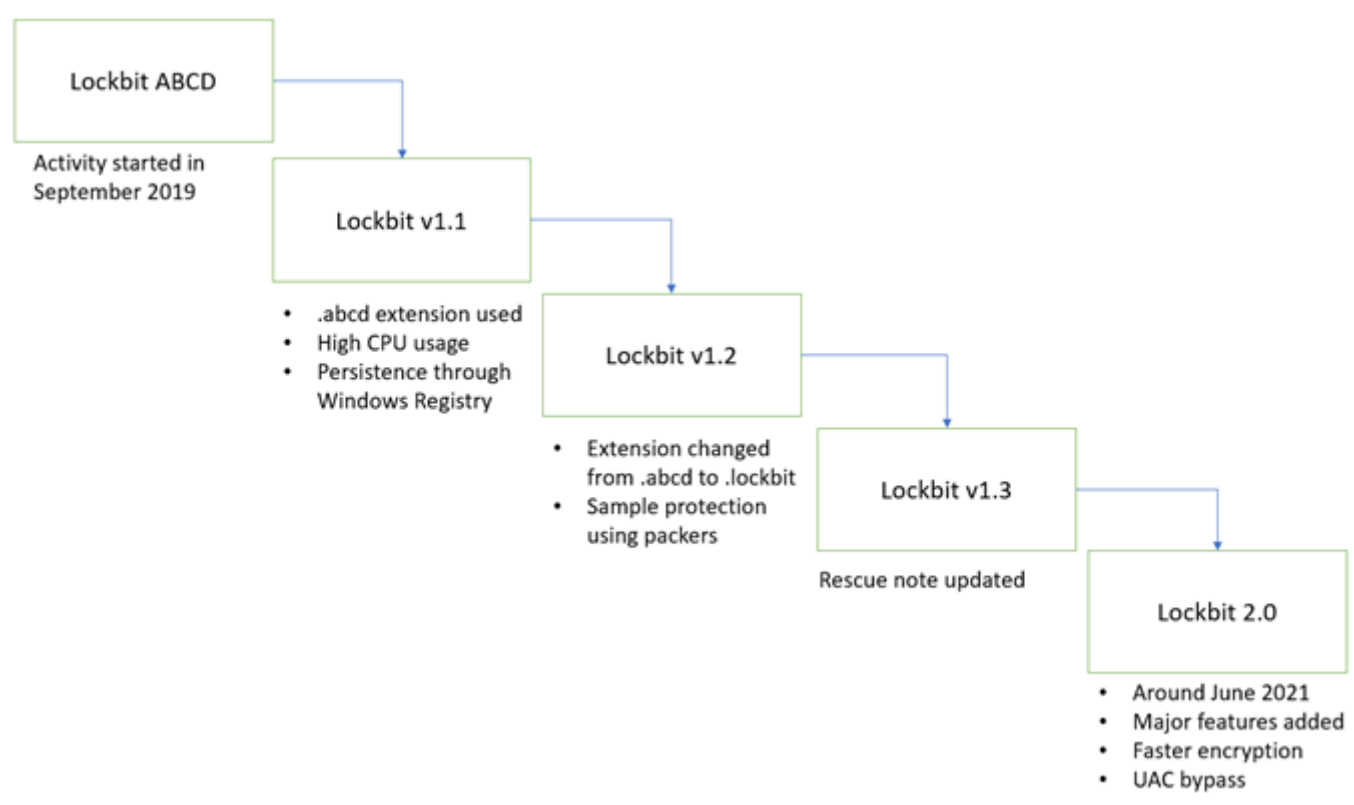 Lockbit ABCD
Activity started in
September 2019
Lockbit v1.1
• .abcd extension used
• High CPU usage
• Persistence through
Windows Registry
Lockbit v1.2
• Extension changed
from .abcd to .lockbit
• Sample protection
using packers
Lockbit v1.3
Rescue note updated
Lockbit 2.0
• Around June 2021
• Major features added
• Faster encryption
• UAC bypass